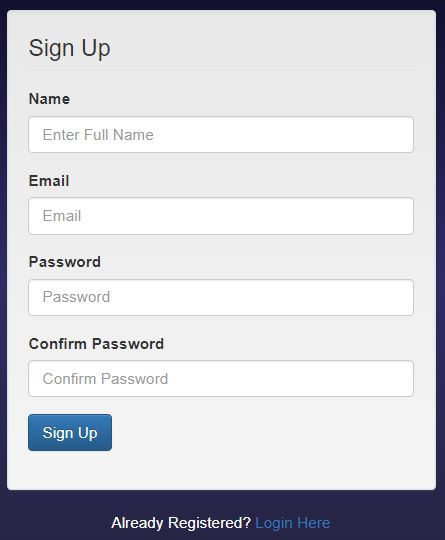 Sign Up
Name
Enter Full Name
Email
Email
Password
Password
Confirm Password
Confirm Password
Sign Up
Already Registered? Login Here